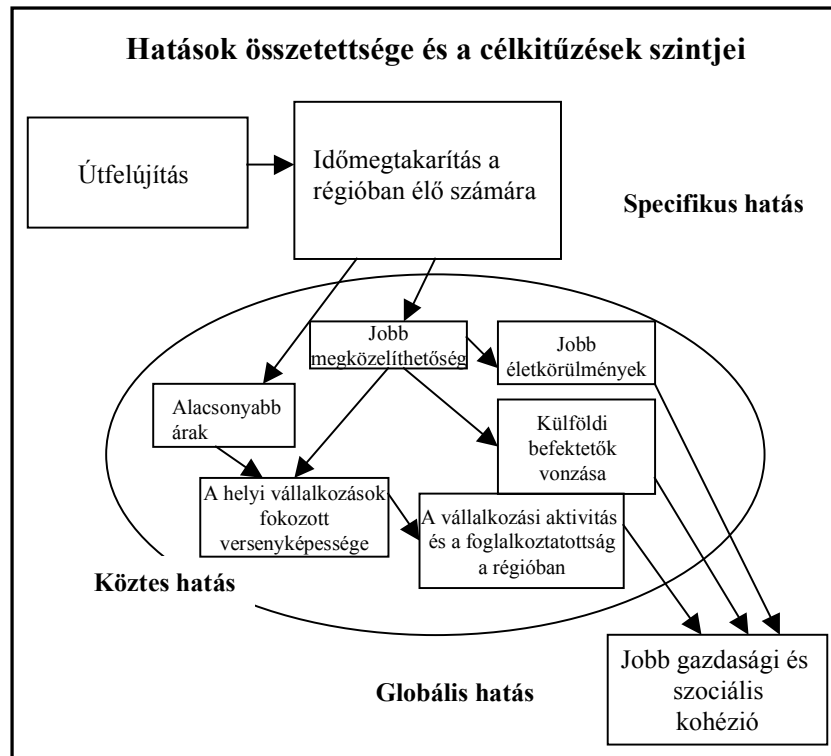 Hatások összetettsége és a célkitűzések szintjei
Útfelújítás
Időmegtakarítás a
régióban élő számára
Specifikus hatás
Jobb
megközelíthetőség
Jobb
életkörülmények
Alacsonyabb
árak
Külföldi
befektetők
vonzása
A helyi vállalkozások
fokozott
versenyképessége
A vállalkozási aktivitás
és a foglalkoztatottság
a régióban
Köztes hatás
Jobb gazdasági és
szociális
kohézió
Globális hatás